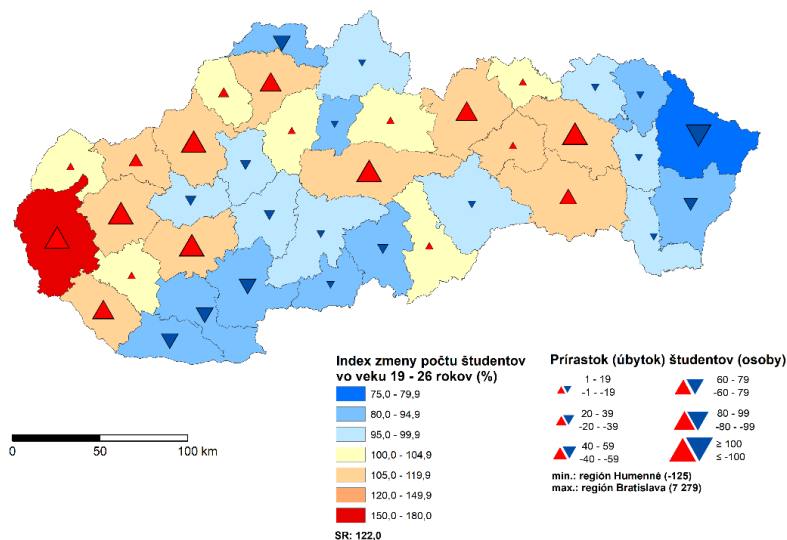 Index zmeny počtu študentov
vo veku 19 - 26 rokov (%)
75,0 - 79,9
80,0 - 94,9
95,0 - 99,9
100,0 - 104,9
105,0 - 119,9
120,0 - 149,9
150,0 - 180,0
SR: 122,0
Prírastok (úbytok) študentov (osoby)
1 - 19
-1 - -19
20 - 39
-20 - -39
40 - 59
-40 - -59
60 - 79
-60 - 79
80 - 99
-80 - -99
≥ 100
≤ -100
min.: región Humenné (-125)
max.: región Bratislava (7 279)
0 50 100 km